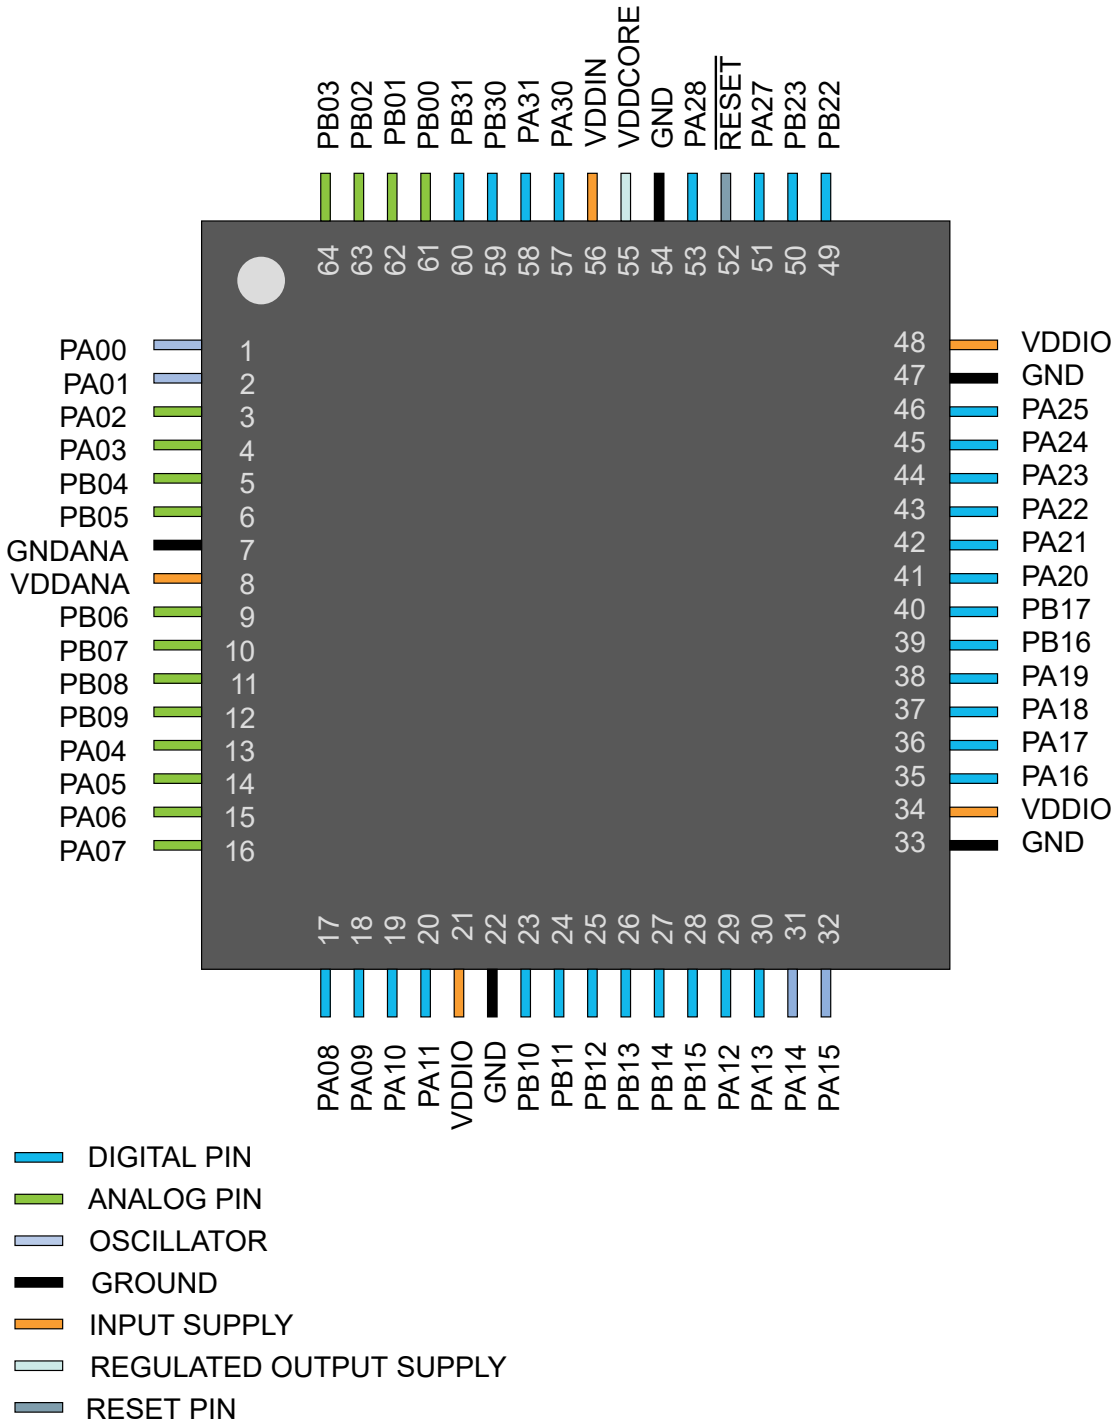 PB03
PB02
PB01
PB00
PB31
PB30
PA31
PA30
VDDIN
VDDCORE
GND
PA28
RESET
PA27
PB23
PB22
64
63
62
61
60
59
58
57
56
55
54
53
52
51
50
49
PA00 1
PA01 2
PA02 3
PA03 4
PB04 5
PB05 6
GNDANA 7
VDDANA 8
PB06 9
PB07 10
PB08 11
PB09 12
PA04 13
PA05 14
PA06 15
PA07 16
48 VDDIO
47 GND
46 PA25
45 PA24
44 PA23
43 PA22
42 PA21
41 PA20
40 PB17
39 PB16
38 PA19
37 PA18
36 PA17
35 PA16
34 VDDIO
33 GND
17
18
19
20
21
22
23
24
25
26
27
28
29
30
31
32
PA08
PA09
PA10
PA11
VDDIO
GND
PB10
PB11
PB12
PB13
PB14
PB15
PA12
PA13
PA14
PA15
DIGITAL PIN
ANALOG PIN
OSCILLATOR
GROUND
INPUT SUPPLY
REGULATED OUTPUT SUPPLY
RESET PIN